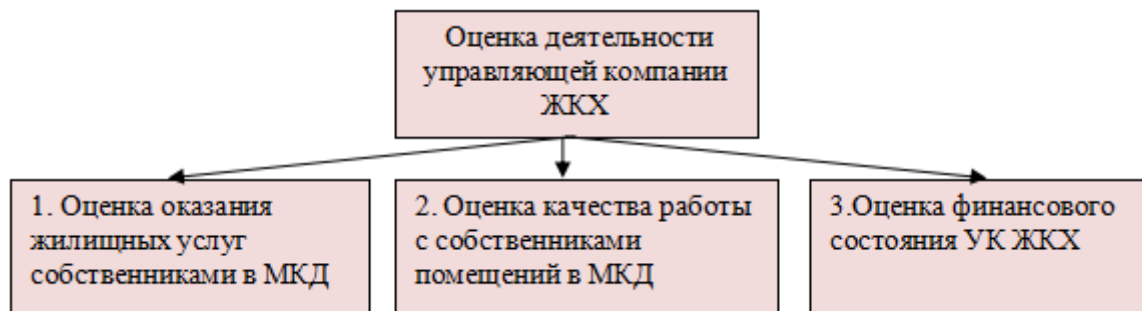 Оценка деятельности
управляющей компании
ЖКХ
1. Оценка оказания
жилищных услуг
собственниками в МКД
2. Оценка качества работы
с собственниками
помещений в МКД
3.Оценка финансового
состояния УК ЖКХ